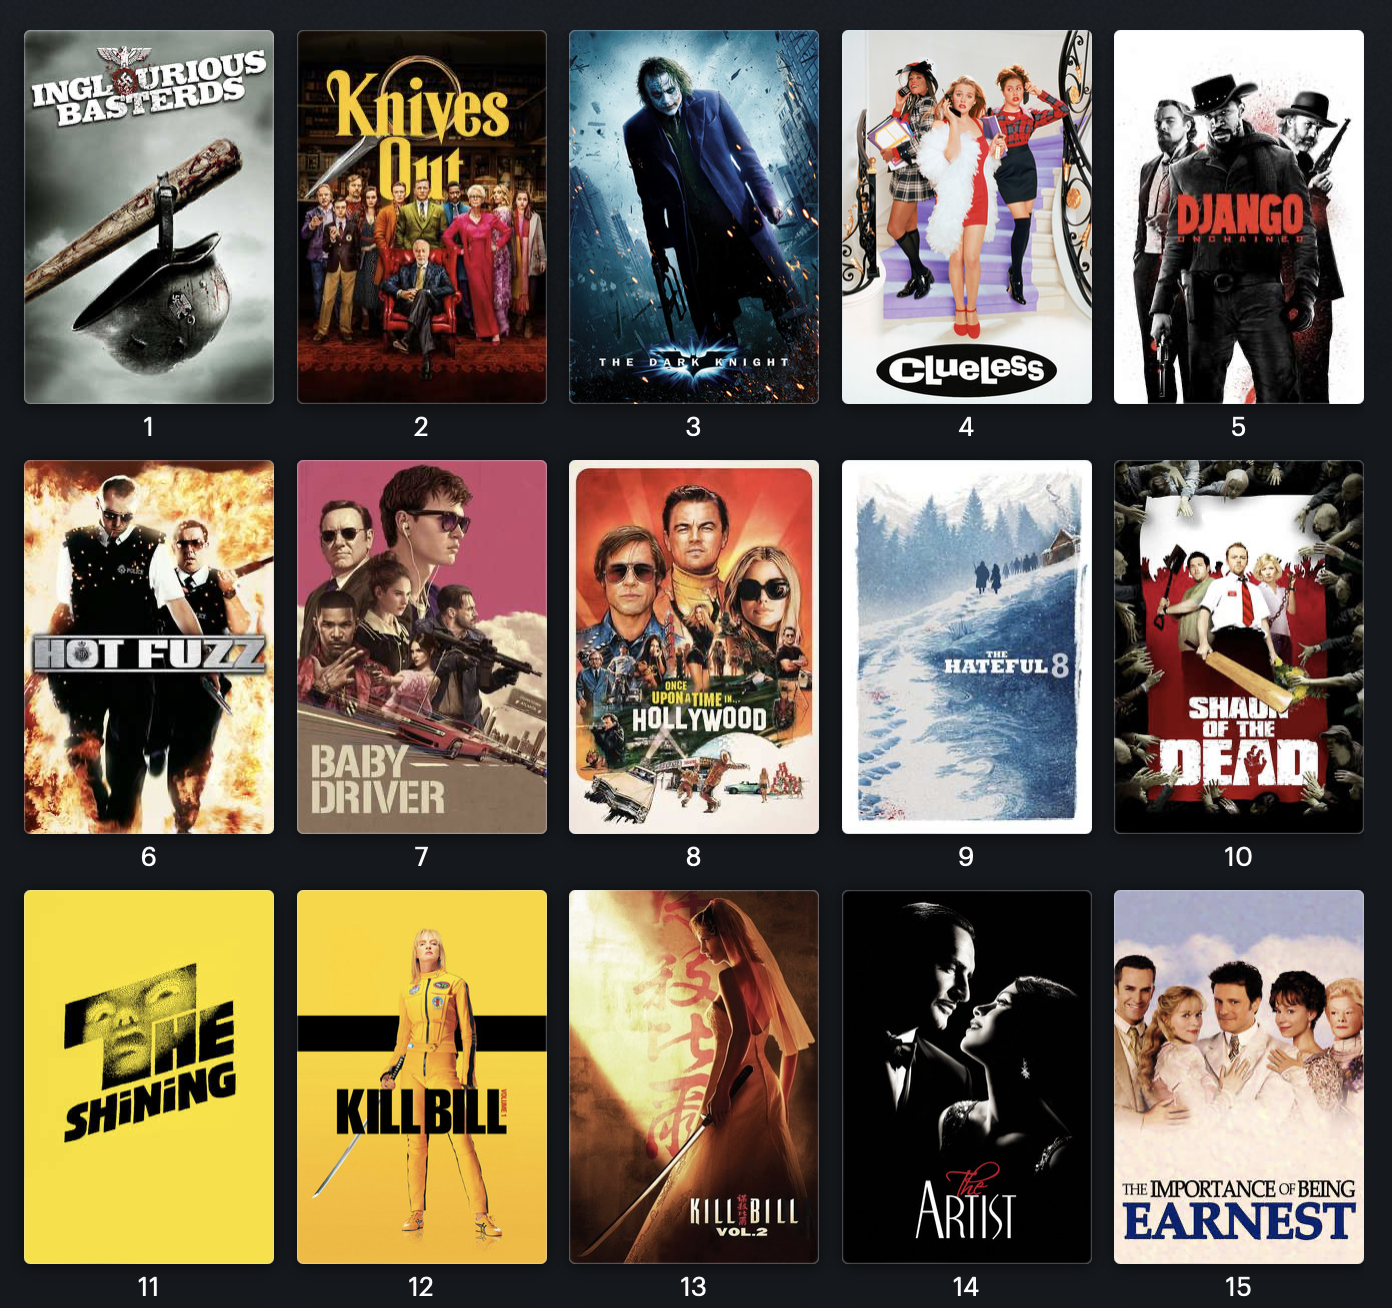 INGLOURIOUS
BASTERDS
Knives
Out
THE DARK KNIGHT
CLUELESS
DJANGO
UNCHAINED
1
2
3
4
5
HOT FUZZ
BABY
DRIVER
ONCE
UPON A TIME IN...
HOLLYWOOD
THE
HATEFUL 8
SHAUN
OF THE
DEAD
6
7
8
9
10
THE
SHiNiNG
KILL BILL
VOLUME 1
KILL BILL
VOL.2
The
ARTIST
THE IMPORTANCE OF BEING
EARNEST
11
12
13
14
15